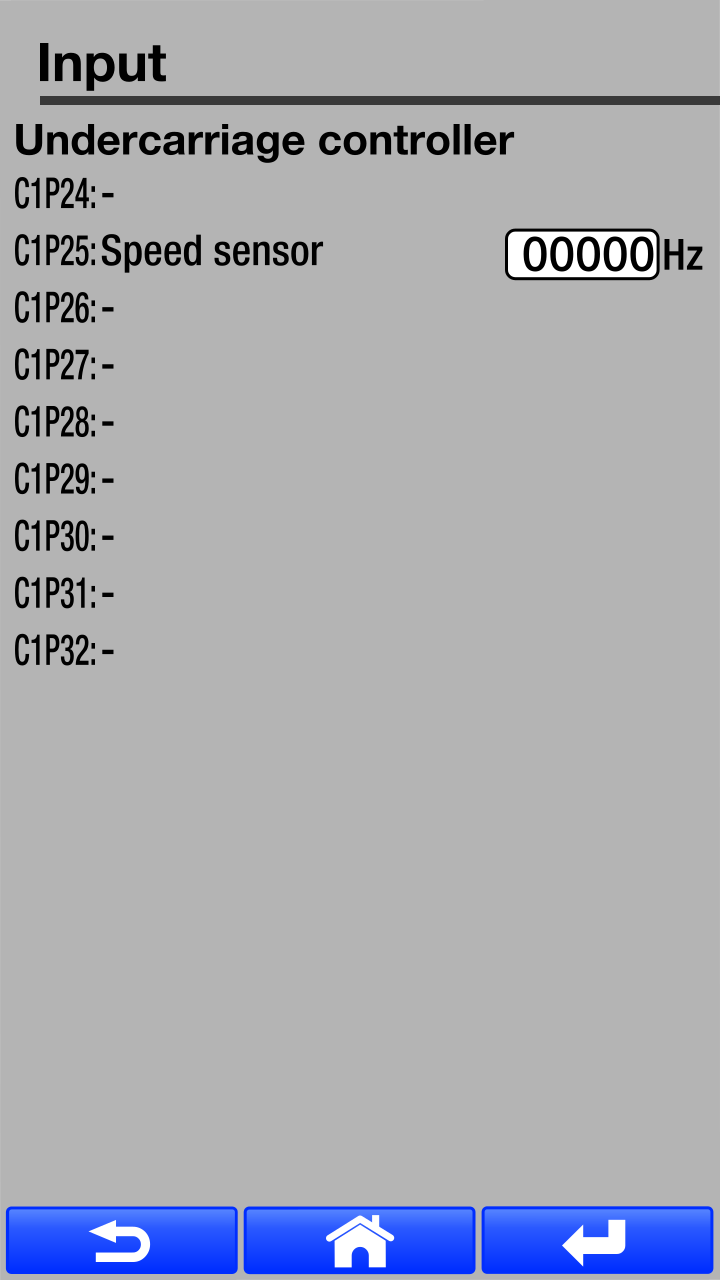 Input
Undercarriage controller
C1P24: -
C1P25: Speed sensor 00000 Hz
C1P26: -
C1P27: -
C1P28: -
C1P29: -
C1P30: -
C1P31: -
C1P32: -